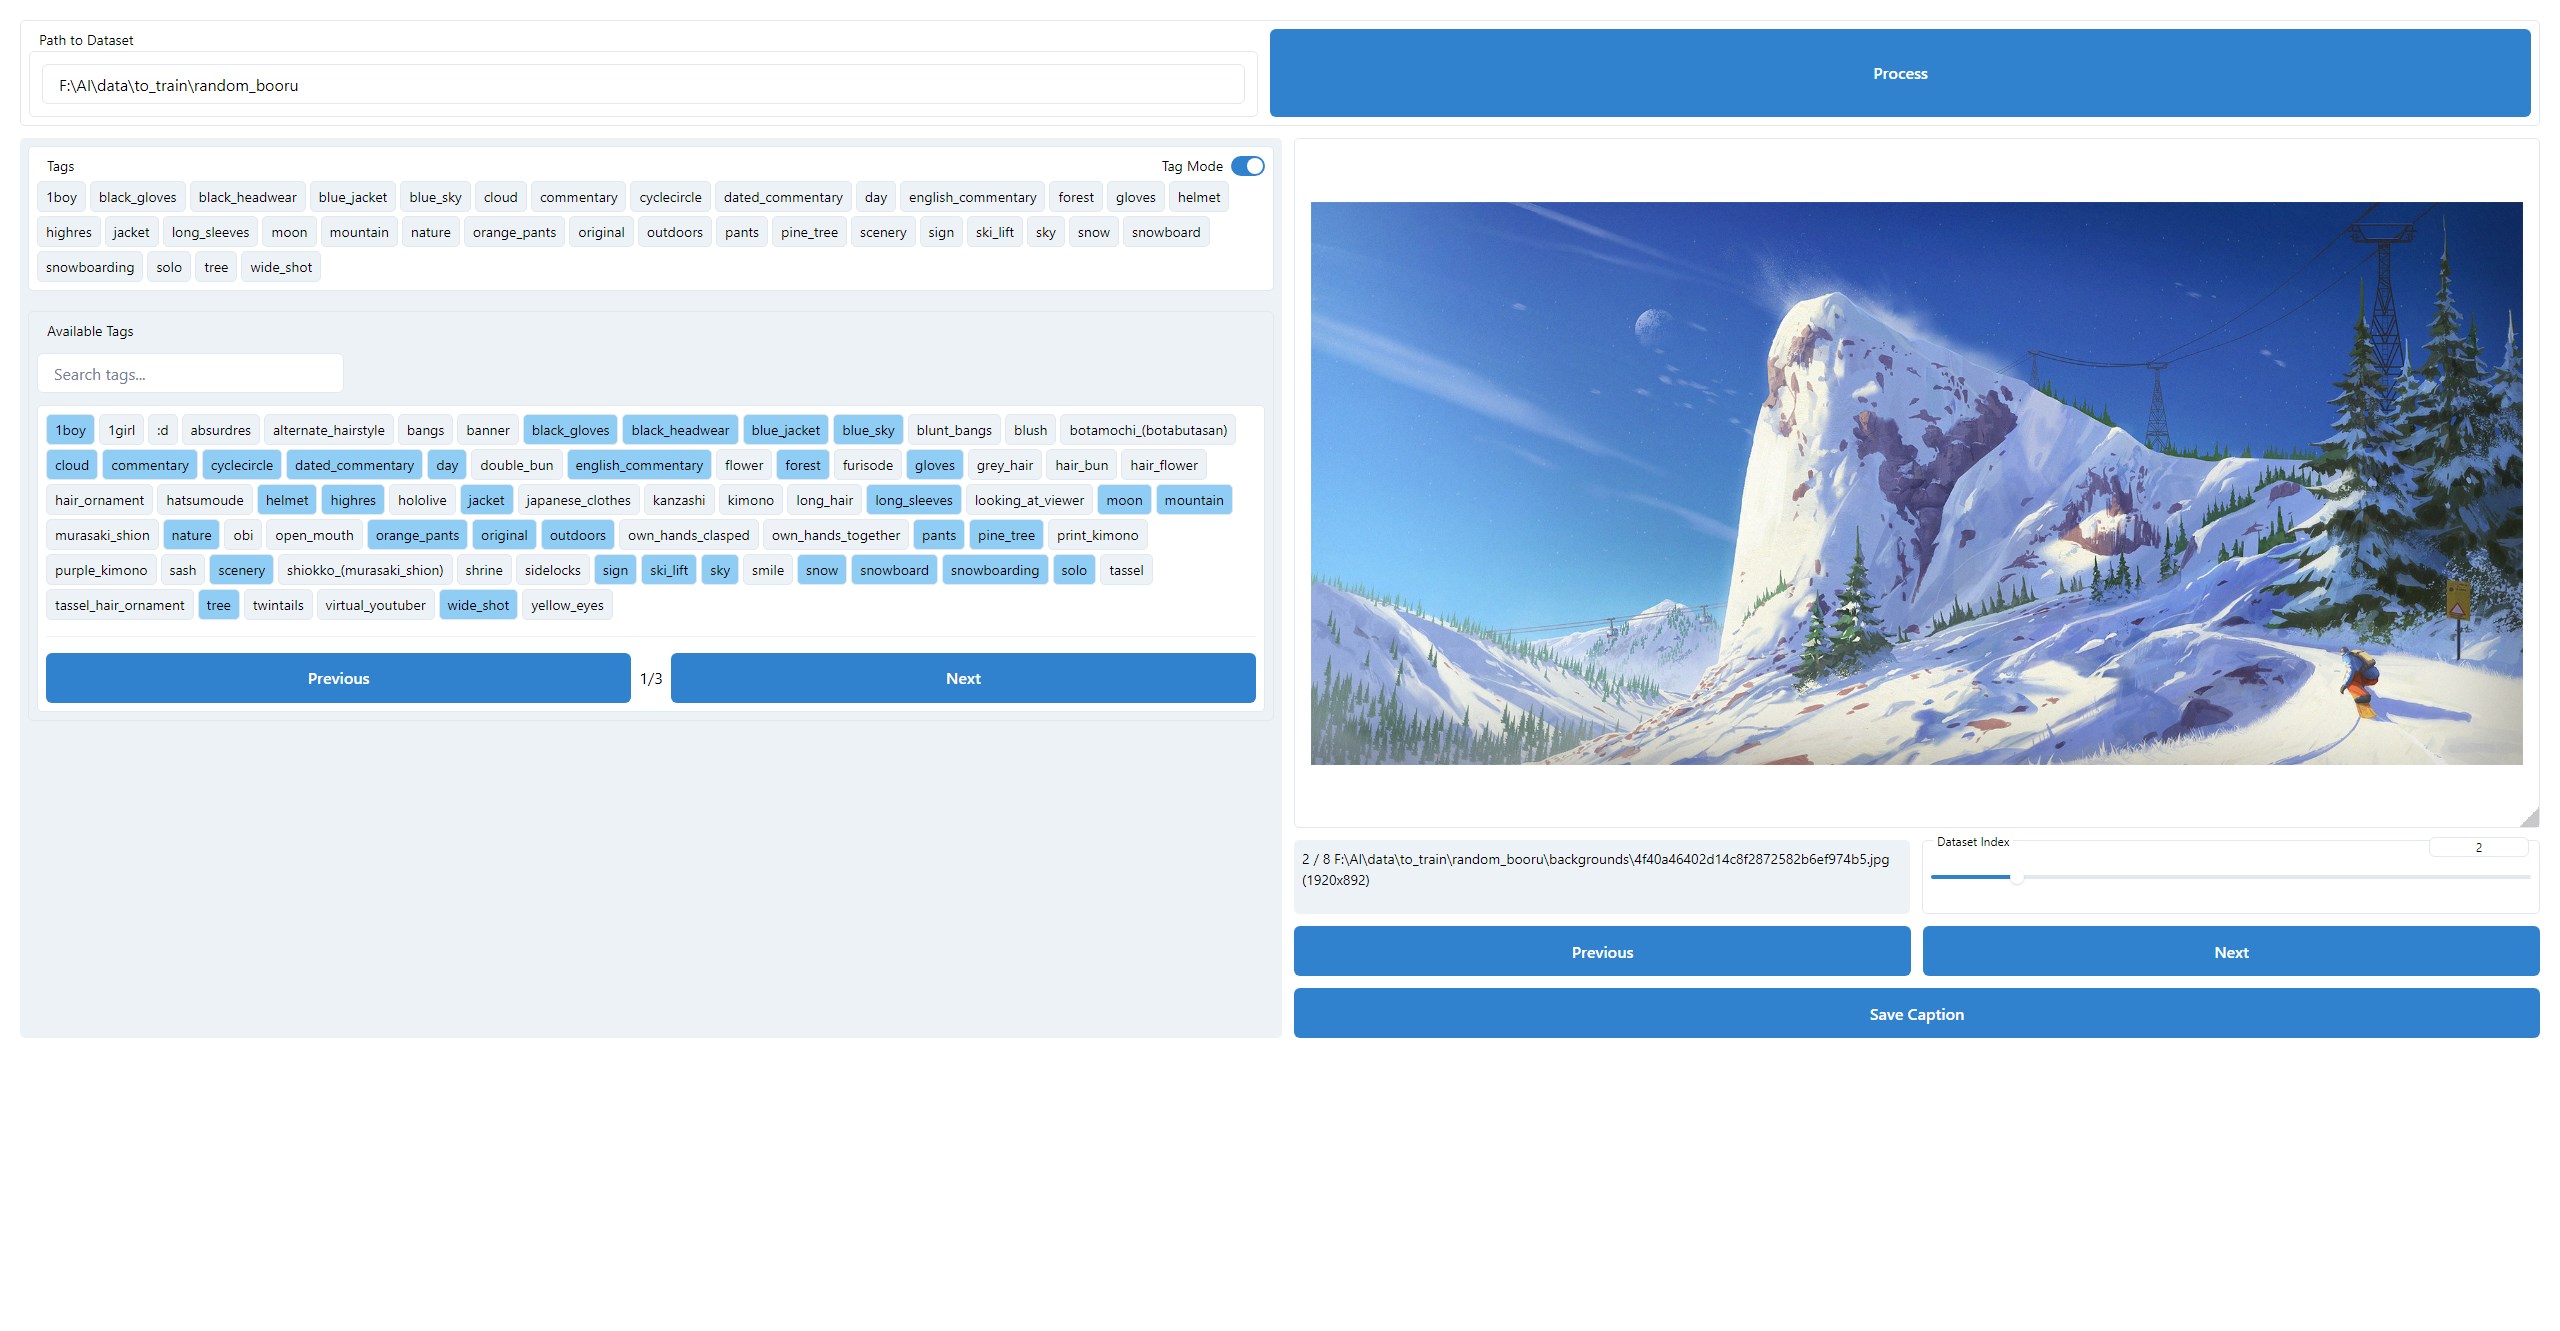 Path to Dataset
F:\AI\data\to_train\random_booru
Process
Tags
Tag Mode
1boy black_gloves black_headwear blue_jacket blue_sky cloud commentary cyclecircle dated_commentary day english_commentary forest gloves helmet
highres jacket long_sleeves moon mountain nature orange_pants original outdoors pants pine_tree scenery sign ski_lift sky snow snowboard
snowboarding solo tree wide_shot
Available Tags
Search tags...
1boy 1girl :d absurdres alternate_hairstyle bangs banner black_gloves black_headwear blue_jacket blue_sky blunt_bangs blush botamochi_(botabutasan)
cloud commentary cyclecircle dated_commentary day double_bun english_commentary flower forest furisode gloves grey_hair hair_bun hair_flower
hair_ornament hatsumoude helmet highres hololive jacket japanese_clothes kanzashi kimono long_hair long_sleeves looking_at_viewer moon mountain
murasaki_shion nature obi open_mouth orange_pants original outdoors own_hands_clasped own_hands_together pants pine_tree print_kimono
purple_kimono sash scenery shiokko_(murasaki_shion) shrine sidelocks sign ski_lift sky smile snow snowboard snowboarding solo tassel
tassel_hair_ornament tree twintails virtual_youtuber wide_shot yellow_eyes
Previous
1/3
Next
2 / 8 F:\AI\data\to_train\random_booru\backgrounds\4f40a46402d14c8f2872582b6ef974b5.jpg
(1920x892)
Dataset Index
2
Previous
Next
Save Caption